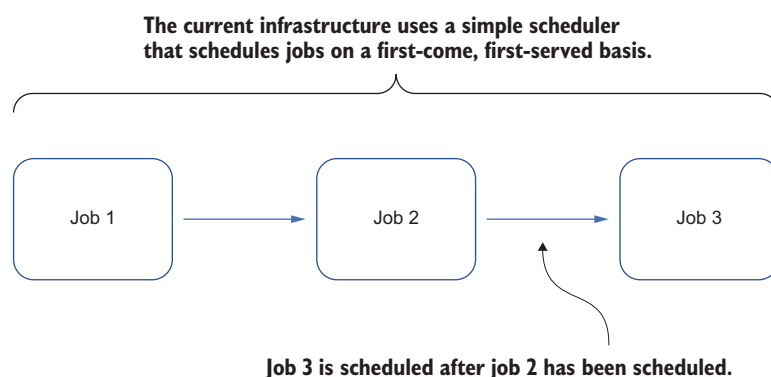 The current infrastructure uses a simple scheduler
that schedules jobs on a first-come, first-served basis.
Job 1
Job 2
Job 3
Job 3 is scheduled after job 2 has been scheduled.